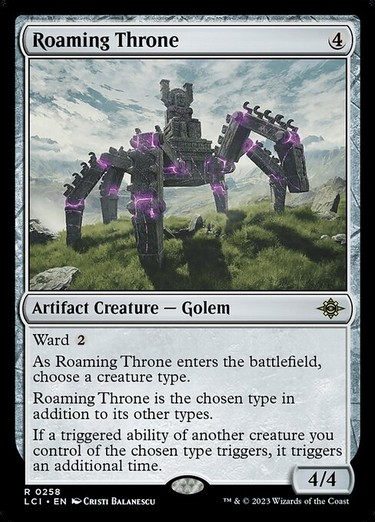 Roaming Throne 4
Artifact Creature — Golem
Ward 2
As Roaming Throne enters the battlefield,
choose a creature type.
Roaming Throne is the chosen type in
addition to its other types.
If a triggered ability of another creature you
control of the chosen type triggers, it triggers
an additional time.
4/4
R 0258
LCI • EN Cristi Balanescu
™ & © 2023 Wizards of the Coast